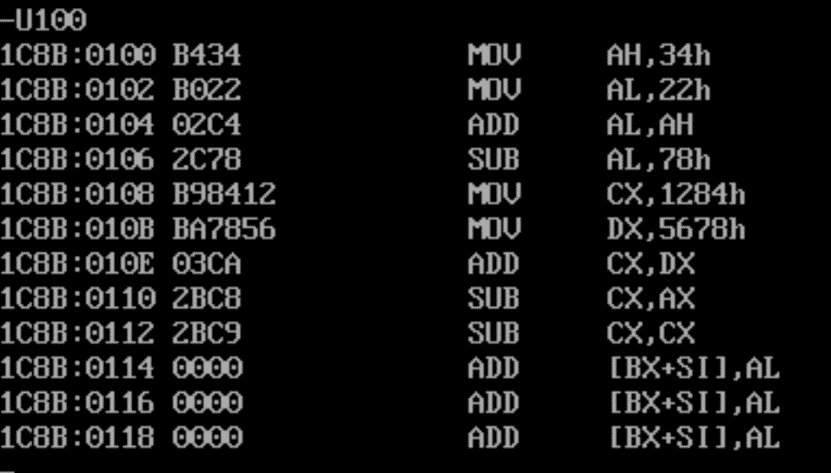 -U100
1C8B:0100 B434 MOV AH,34h
1C8B:0102 B022 MOV AL,22h
1C8B:0104 02C4 ADD AL,AH
1C8B:0106 2C78 SUB AL,78h
1C8B:0108 B98412 MOV CX,1284h
1C8B:010B BA7856 MOV DX,5678h
1C8B:010E 03CA ADD CX,DX
1C8B:0110 2BC8 SUB CX,AX
1C8B:0112 2BC9 SUB CX,CX
1C8B:0114 0000 ADD [BX+SI],AL
1C8B:0116 0000 ADD [BX+SI],AL
1C8B:0118 0000 ADD [BX+SI],AL